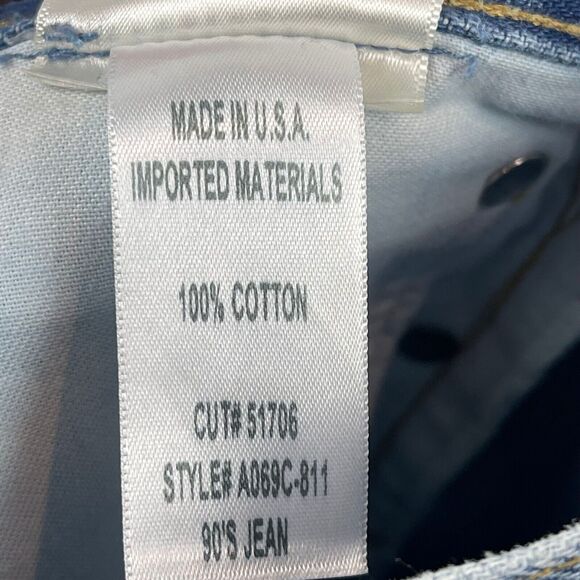 MADE IN U.S.A.
IMPORTED MATERIALS
100% COTTON
CUT# 51706
STYLE# A069C-811
90'S JEAN